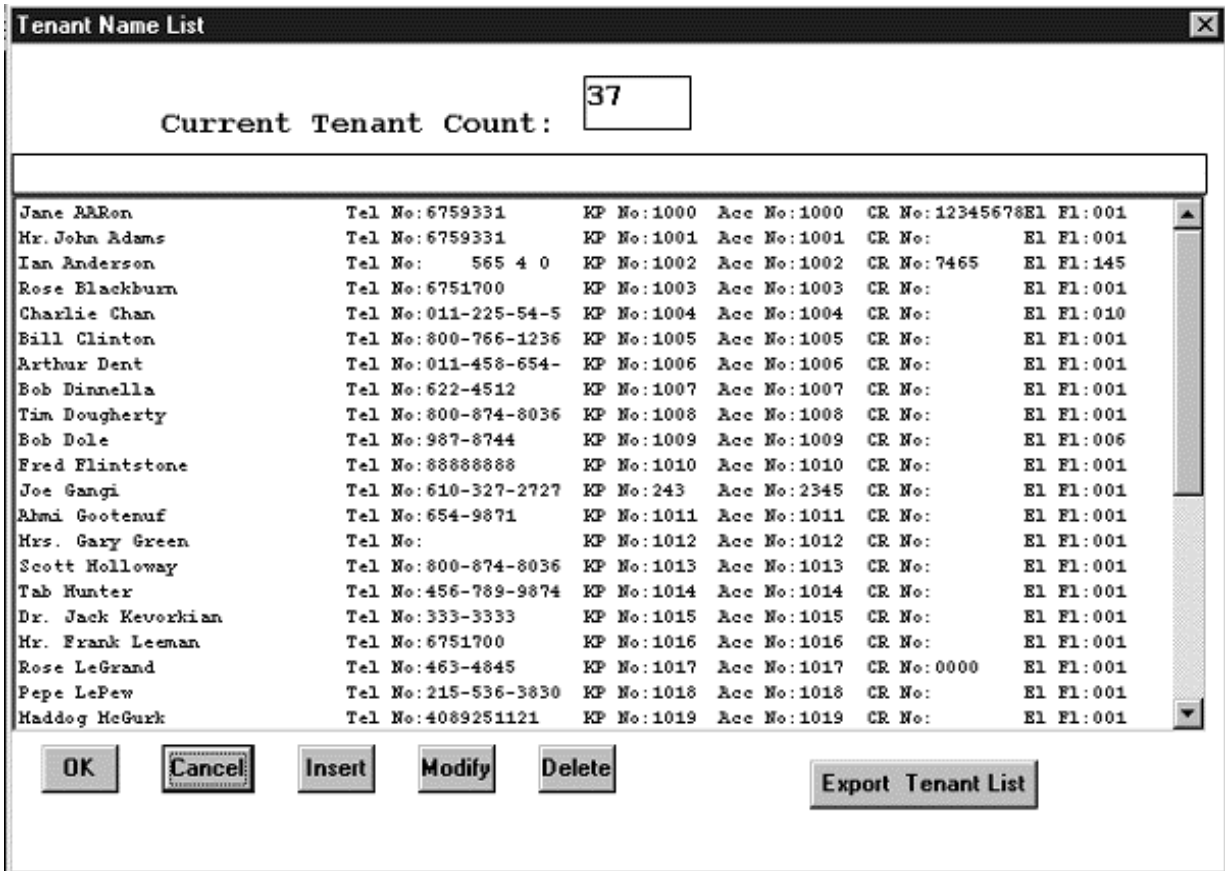 Tenant Name List
37
Current Tenant Count:
Jane AARon Tel No:6759331 KP No:1000 Acc No:1000 CR No:12345678El Fl:001
Mr.John Adams Tel No:6759331 KP No:1001 Acc No:1001 CR No: El Fl:001
Ian Anderson Tel No: 565 4 0 KP No:1002 Acc No:1002 CR No:7465 El Fl:145
Rose Blackburn Tel No:6751700 KP No:1003 Acc No:1003 CR No: El Fl:001
Charlie Chan Tel No:011-225-54-5 KP No:1004 Acc No:1004 CR No: El Fl:010
Bill Clinton Tel No:800-766-1236 KP No:1005 Acc No:1005 CR No: El Fl:001
Arthur Dent Tel No:011-458-654- KP No:1006 Acc No:1006 CR No: El Fl:001
Bob Dinnella Tel No:622-4512 KP No:1007 Acc No:1007 CR No: El Fl:001
Tim Dougherty Tel No:800-874-8036 KP No:1008 Acc No:1008 CR No: El Fl:001
Bob Dole Tel No:987-8744 KP No:1009 Acc No:1009 CR No: El Fl:006
Fred Flintstone Tel No:88888888 KP No:1010 Acc No:1010 CR No: El Fl:001
Joe Gangi Tel No:610-327-2727 KP No:243 Acc No:2345 CR No: El Fl:001
Ahmi Gootenuf Tel No:654-9871 KP No:1011 Acc No:1011 CR No: El Fl:001
Mrs. Gary Green Tel No: KP No:1012 Acc No:1012 CR No: El Fl:001
Scott Holloway Tel No:800-874-8036 KP No:1013 Acc No:1013 CR No: El Fl:001
Tab Hunter Tel No:456-789-9874 KP No:1014 Acc No:1014 CR No: El Fl:001
Dr. Jack Kevorkian Tel No:333-3333 KP No:1015 Acc No:1015 CR No: El Fl:001
Mr. Frank Leeman Tel No:6751700 KP No:1016 Acc No:1016 CR No: El Fl:001
Rose LeGrand Tel No:463-4845 KP No:1017 Acc No:1017 CR No:0000 El Fl:001
Pepe LePew Tel No:215-536-3830 KP No:1018 Acc No:1018 CR No: El Fl:001
Maddog McGurk Tel No:4089251121 KP No:1019 Acc No:1019 CR No: El Fl:001
OK Cancel Insert Modify Delete Export Tenant List